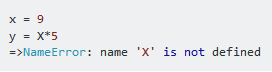 x = 9
y = X*5
=>NameError: name 'X' is not defined